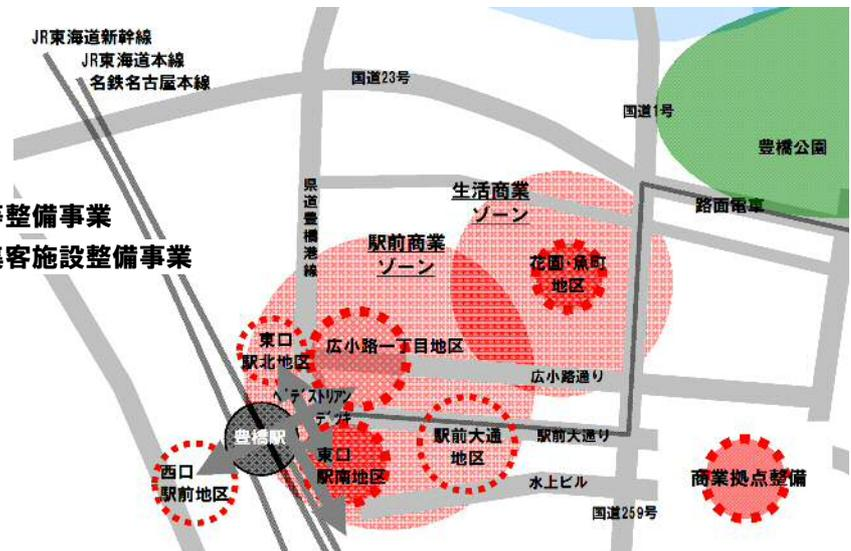 JR東海道新幹線
JR東海道本線
名鉄名古屋本線
国道23号
国道1号
豊橋公園
県道豊橋港線
生活商業
ゾーン
路面電車
整備事業
駅前商業
ゾーン
客施設整備事業
花園・魚町
地区
東口
駅北地区
広小路一丁目地区
広小路通り
ペデストリアン
デッキ
豊橋駅
駅前大通
地区
駅前大通り
東口
駅南地区
西口
駅前地区
水上ビル
商業拠点整備
国道259号